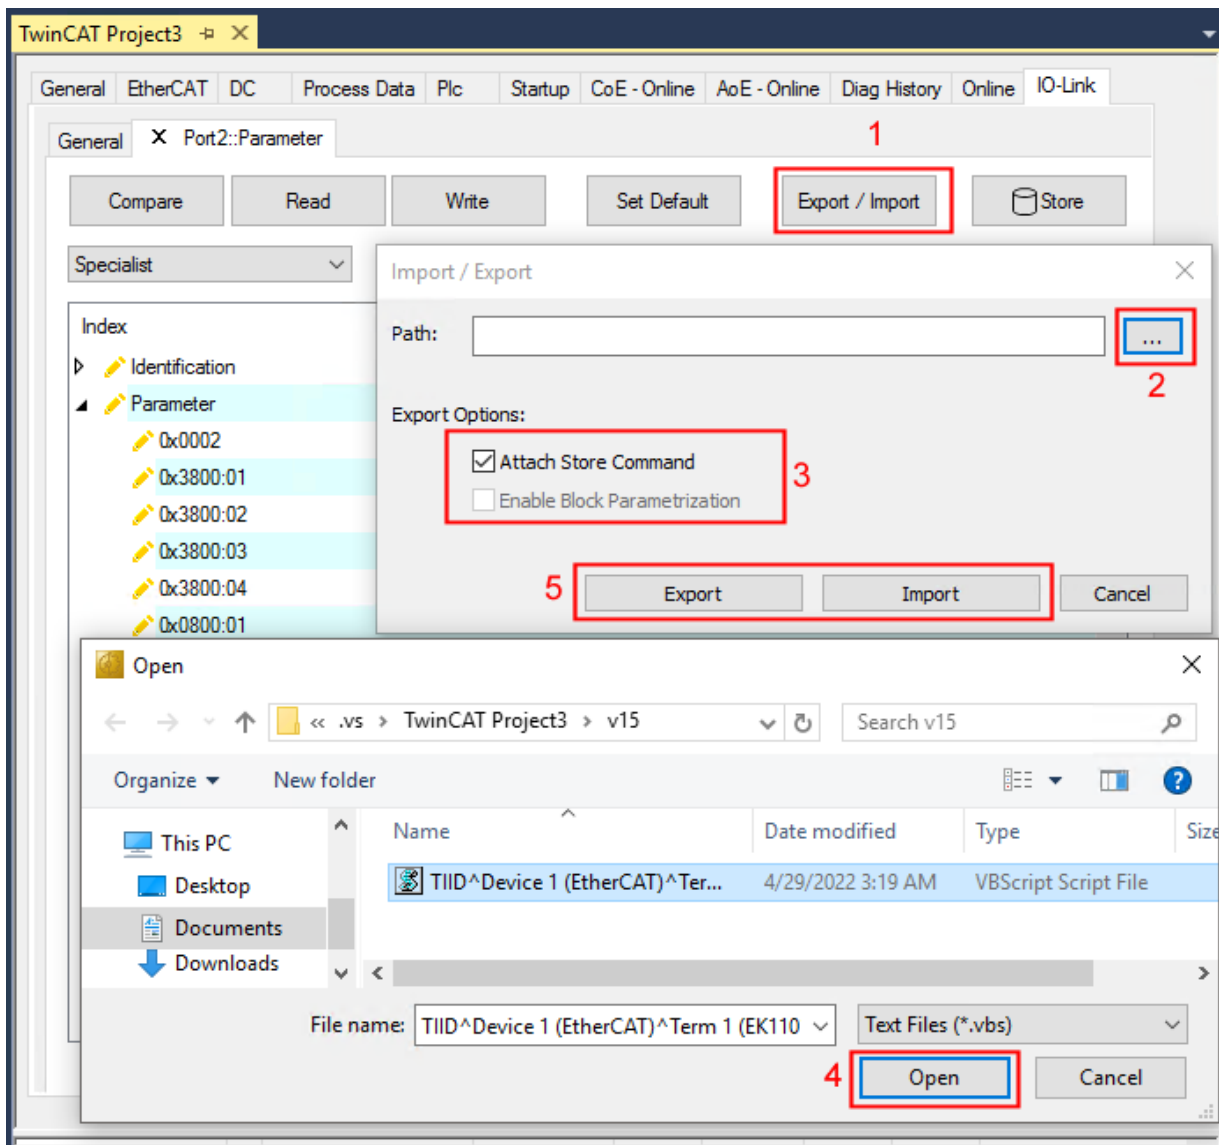 TwinCAT Project3
General EtherCAT DC Process Data Plc Startup CoE - Online AoE - Online Diag History Online IO-Link
General X Port2::Parameter
1
Compare Read Write Set Default Export / Import Store
Specialist
Import / Export
Index
Path:
...
2
Identification
Parameter
Export Options:
0x0002
Attach Store Command
3
0x3800:01
Enable Block Parametrization
0x3800:02
0x3800:03
0x3800:04
5
Export Import Cancel
0x0800:01
Open
« .vs > TwinCAT Project3 > v15
Search v15
Organize New folder
?
This PC
Name Date modified Type Size
Desktop
TIID^Device 1 (EtherCAT)^Ter... 4/29/2022 3:19 AM VBScript Script File
Documents
Downloads
File name: TIID^Device 1 (EtherCAT)^Term 1 (EK110 Text Files (*.vbs)
4
Open Cancel